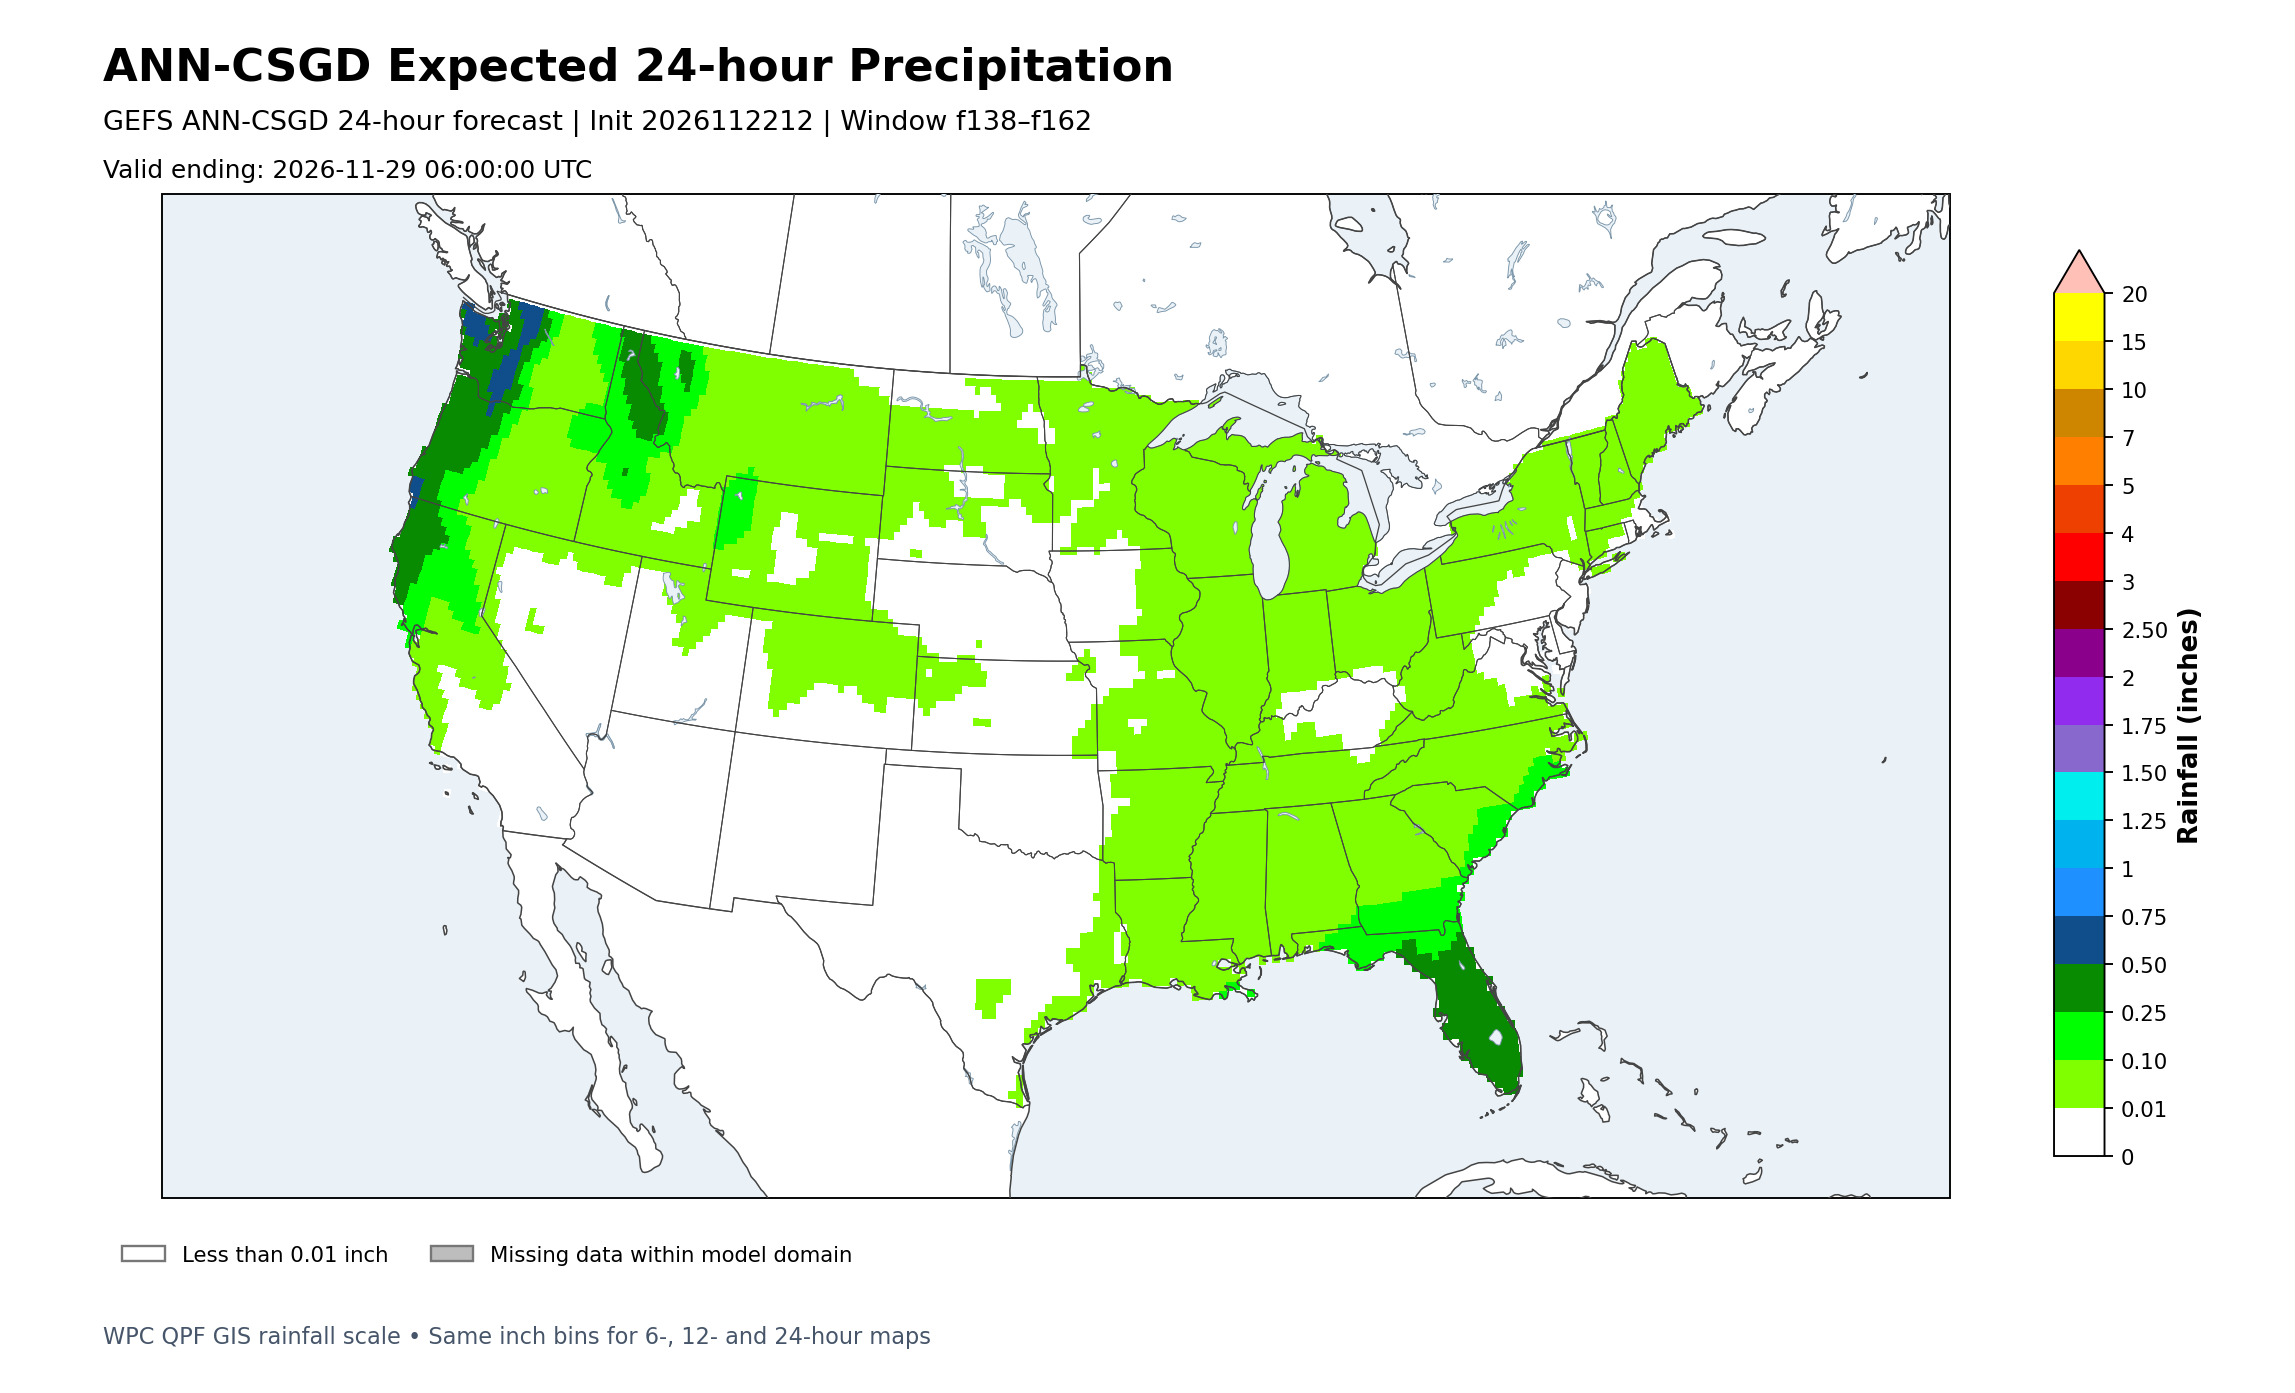 ANN-CSGD Expected 24-hour Precipitation
GEFS ANN-CSGD 24-hour forecast | Init 2026112212 | Window f138–f162
Valid ending: 2026-11-29 06:00:00 UTC
20
15
10
7
5
4
3
2.50
2
1.75
1.50
1.25
1
0.75
0.50
0.25
0.10
0.01
0
Rainfall (inches)
Less than 0.01 inch
Missing data within model domain
WPC QPF GIS rainfall scale • Same inch bins for 6-, 12- and 24-hour maps